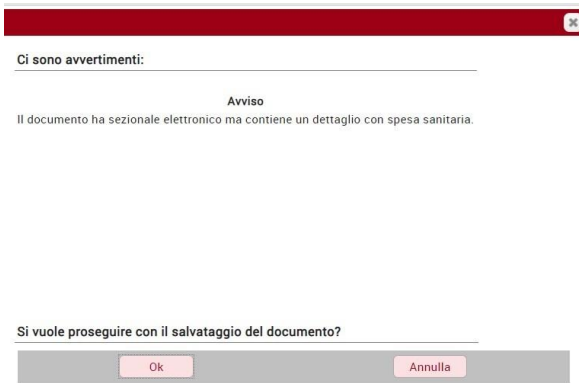 Ci sono avvertimenti:
Avviso
Il documento ha sezionale elettronico ma contiene un dettaglio con spesa sanitaria.
Si vuole proseguire con il salvataggio del documento?
Ok
Annulla